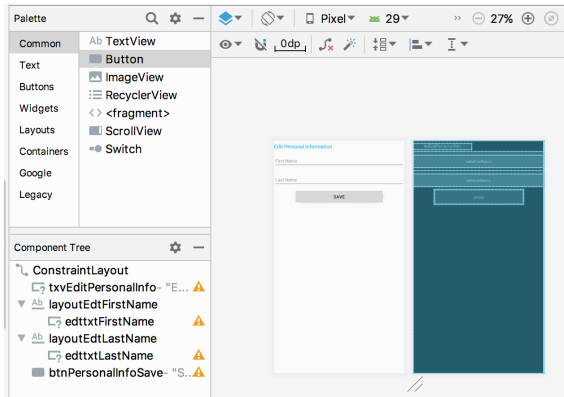 Palette
Pixel
29
27%
Common
Text
Buttons
Widgets
Layouts
Containers
Google
Legacy
Ab TextView
Button
ImageView
RecyclerView
<> <fragment>
ScrollView
Switch
0dp
Edit Personal Information
First Name
Last Name
SAVE
Component Tree
ConstraintLayout
txvEditPersonalInfo- "E...
Ab layoutEdtFirstName
edttxtFirstName
Ab layoutEdtLastName
edttxtLastName
btnPersonalInfoSave- "S...